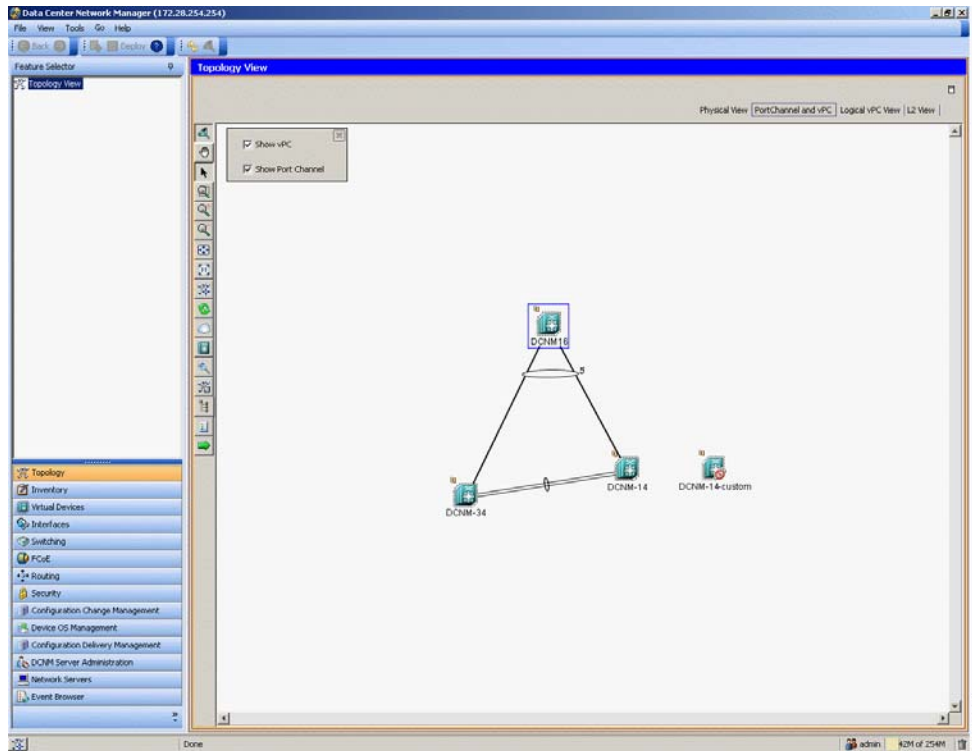 Data Center Network Manager (172.28.254.254)
File View Tools Go Help
Back Deploy
Feature Selector
Topology View
Topology View
Physical View PortChannel and vPC Logical vPC View L2 View
Show vPC
Show Port Channel
DCNM16
5
DCNM-34
DCNM-14
DCNM-14-custom
Topology
Inventory
Virtual Devices
Interfaces
Switching
FCoE
Routing
Security
Configuration Change Management
Device OS Management
Configuration Delivery Management
DCNM Server Administration
Network Servers
Event Browser
Done
admin
42M of 254M